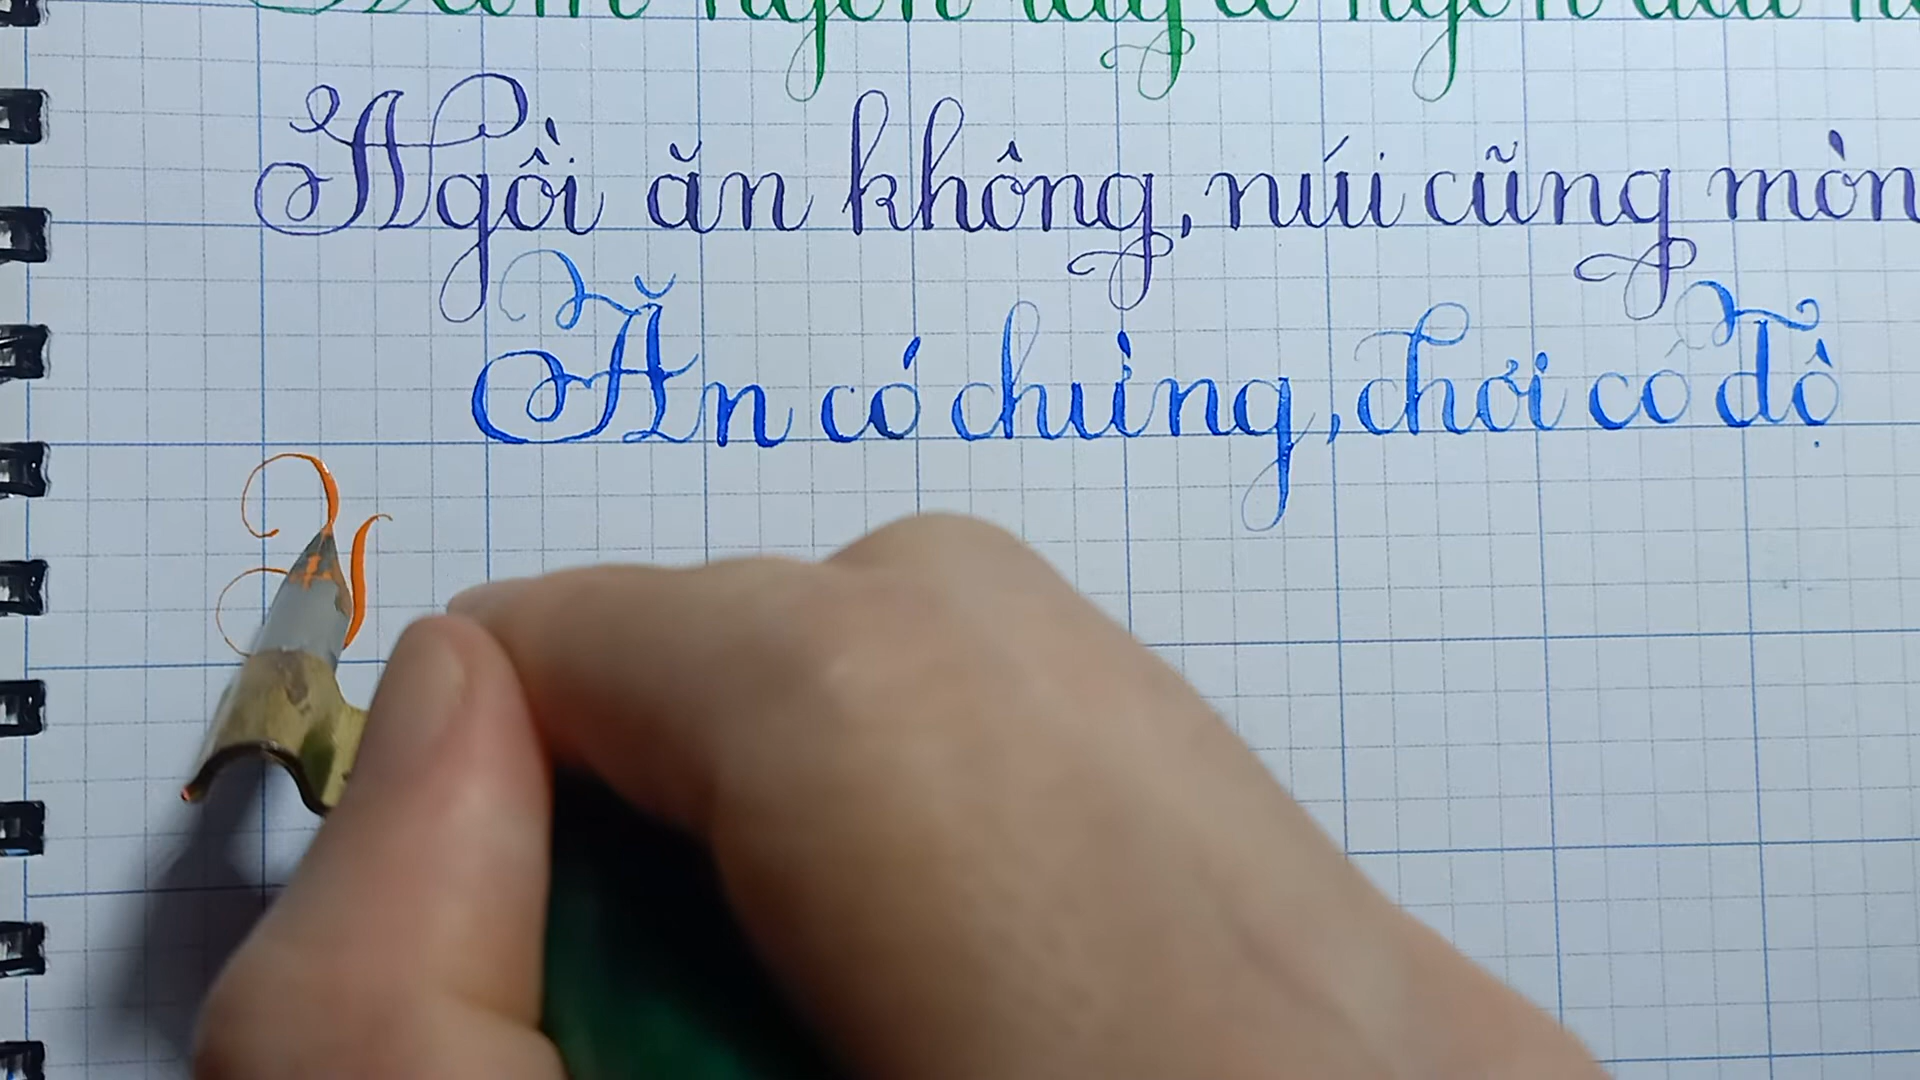 Ngồi ăn không, núi cũng mòn
Ăn có chừng, chơi có độ